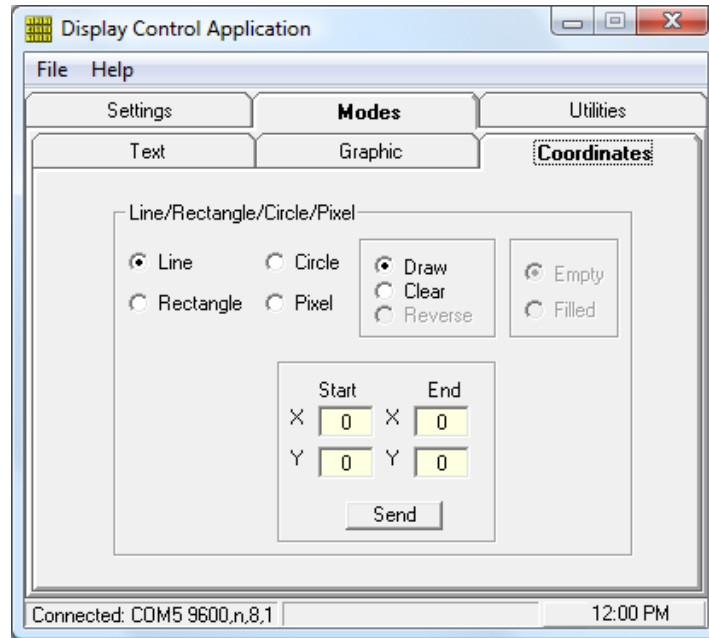 Display Control Application
File Help
Settings Modes Utilities
Text Graphic Coordinates
Line/Rectangle/Circle/Pixel
Line Circle Draw Empty
Clear
Rectangle Pixel Reverse Filled
Start End
X 0 X 0
Y 0 Y 0
Send
Connected: COM5 9600,n,8,1 12:00 PM